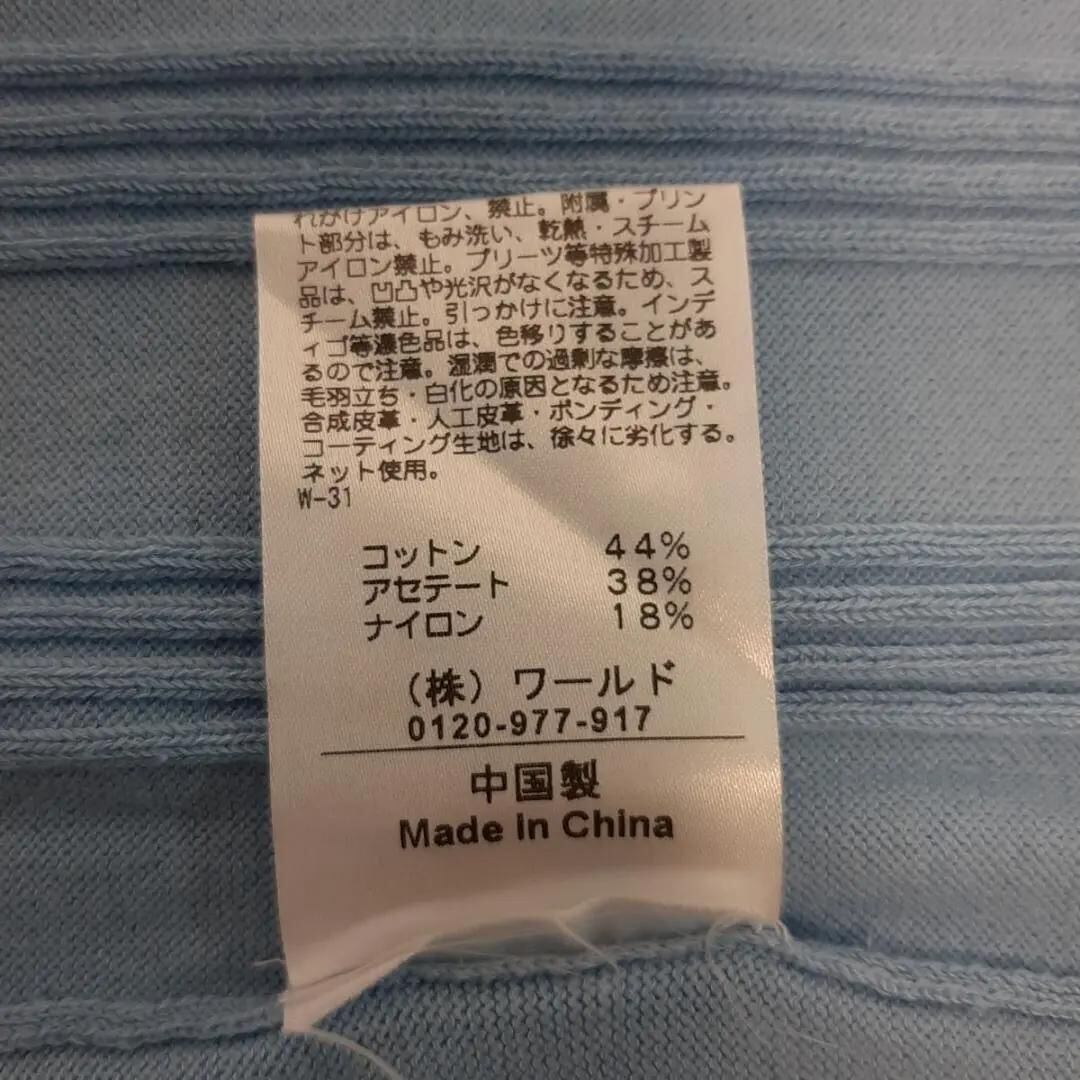 れがけアイロン、禁止。附属・プリン
ト部分は、もみ洗い、乾熱・スチーム
アイロン禁止。プリーツ等特殊加工製
品は、凹凸や光沢がなくなるため、ス
チーム禁止。引っかけに注意。インデ
ィゴ等濃色品は、色移りすることがあ
るので注意。湿潤での過剰な摩擦は、
毛羽立ち・白化の原因となるため注意。
合成皮革・人工皮革・ボンディング・
コーティング生地は、徐々に劣化する。
ネット使用。
W-31
コットン 44%
アセテート 38%
ナイロン 18%
(株)ワールド
0120-977-917
中国製
Made In China